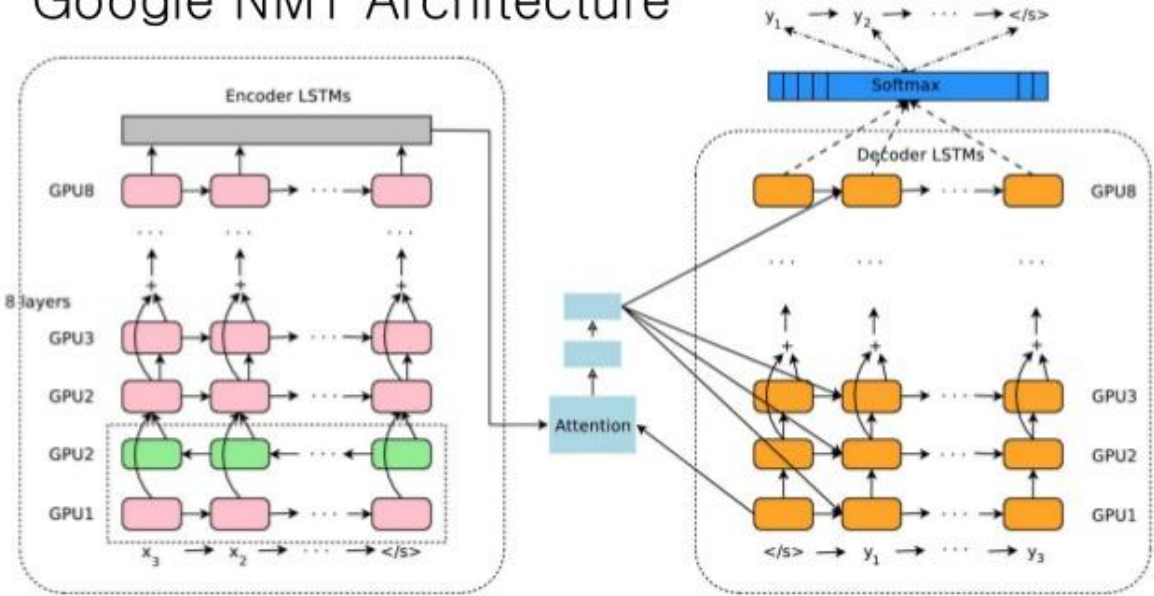 Google NMT Architecture
y1 → y2 → ··· → </s>
Softmax
Encoder LSTMs
Decoder LSTMs
GPU8
GPU8
8 layers
GPU3
GPU2
GPU2
GPU1
Attention
GPU3
GPU2
GPU1
x3 → x2 → ··· → </s>
</s> → y1 → ··· → y3